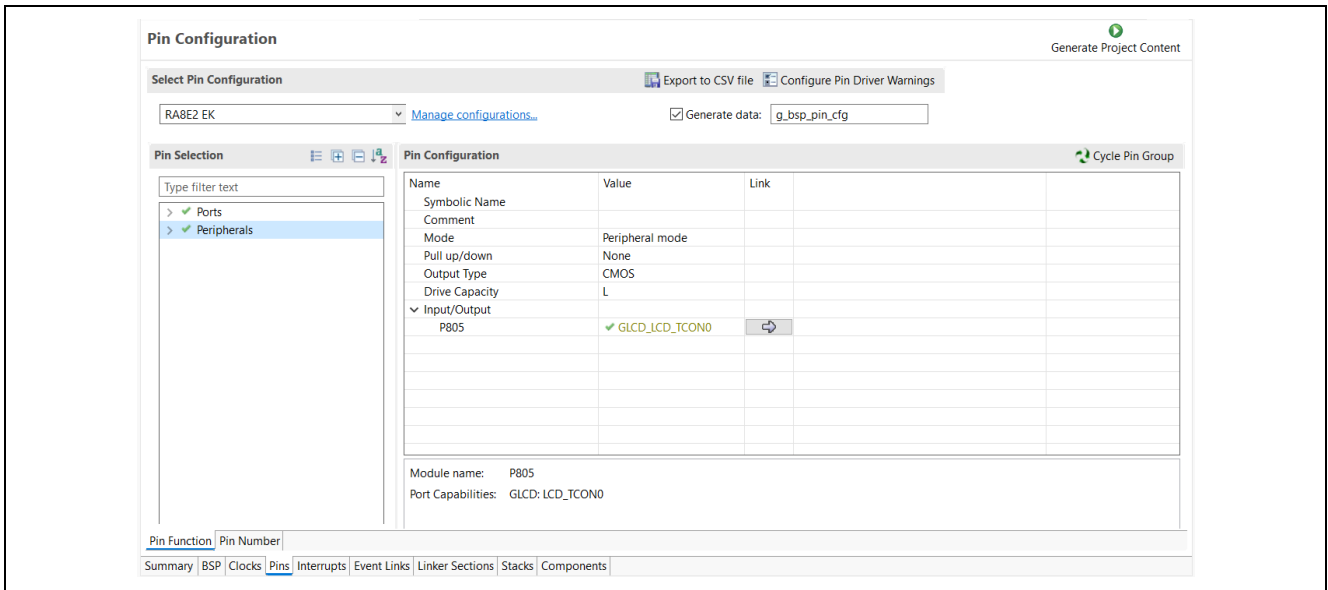 Pin Configuration
Generate Project Content
Select Pin Configuration
Export to CSV file Configure Pin Driver Warnings
RA8E2 EK Manage configurations... Generate data: g_bsp_pin_cfg
Pin Selection
Type filter text
Ports
Peripherals
Pin Configuration Cycle Pin Group
Name Value Link
Symbolic Name
Comment
Mode Peripheral mode
Pull up/down None
Output Type CMOS
Drive Capacity L
Input/Output
P805 GLCD_LCD_TCON0
Module name: P805
Port Capabilities: GLCD: LCD_TCON0
Pin Function Pin Number
Summary BSP Clocks Pins Interrupts Event Links Linker Sections Stacks Components